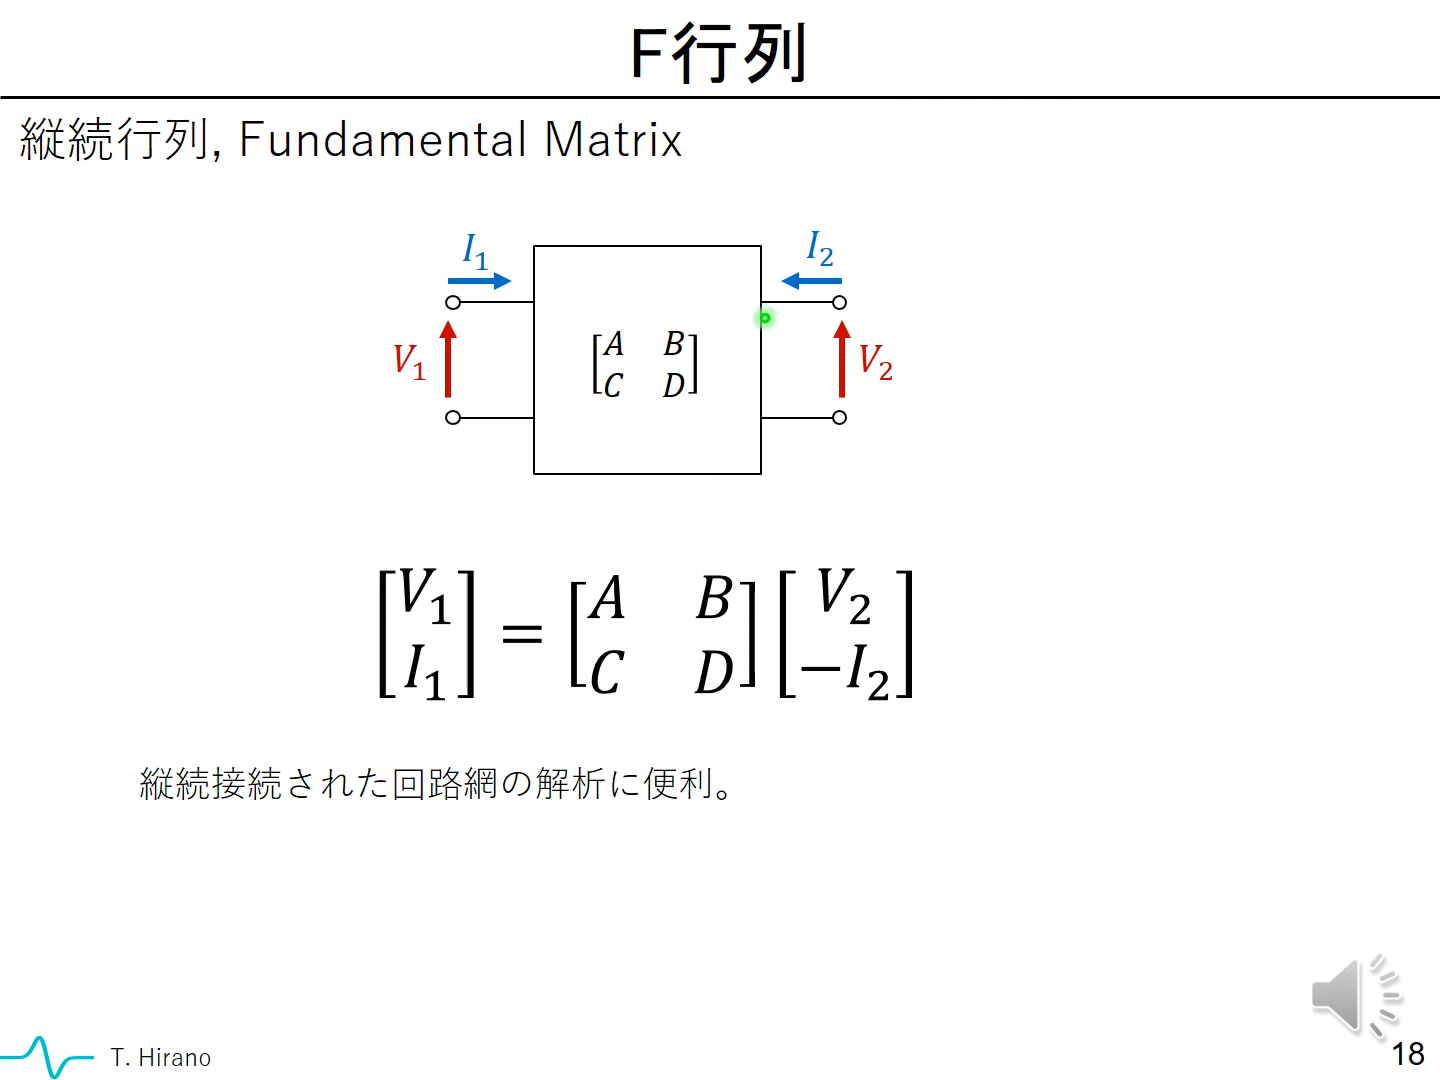 F行列
縦続行列, Fundamental Matrix
I₁ I₂
V₁ [A B; C D] V₂
[V₁; I₁] = [A B; C D] [V₂; −I₂]
縦続接続された回路網の解析に便利。
T. Hirano
18